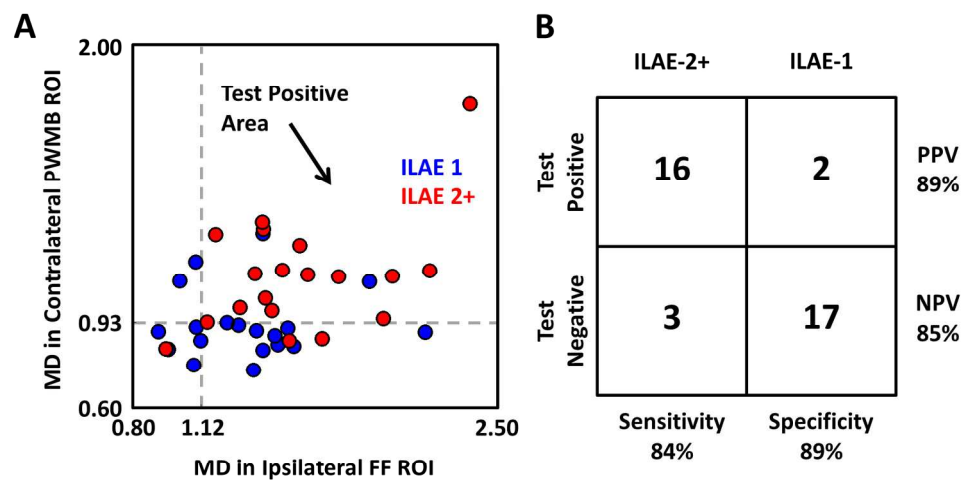 A
2.00
Test Positive
Area
ILAE 1
ILAE 2+
MD in Contralateral PWMB ROI
0.93
0.60
0.80
1.12
2.50
MD in Ipsilateral FF ROI
B
ILAE-2+
ILAE-1
Test
Positive
16
2
PPV
89%
Test
Negative
3
17
NPV
85%
Sensitivity
84%
Specificity
89%